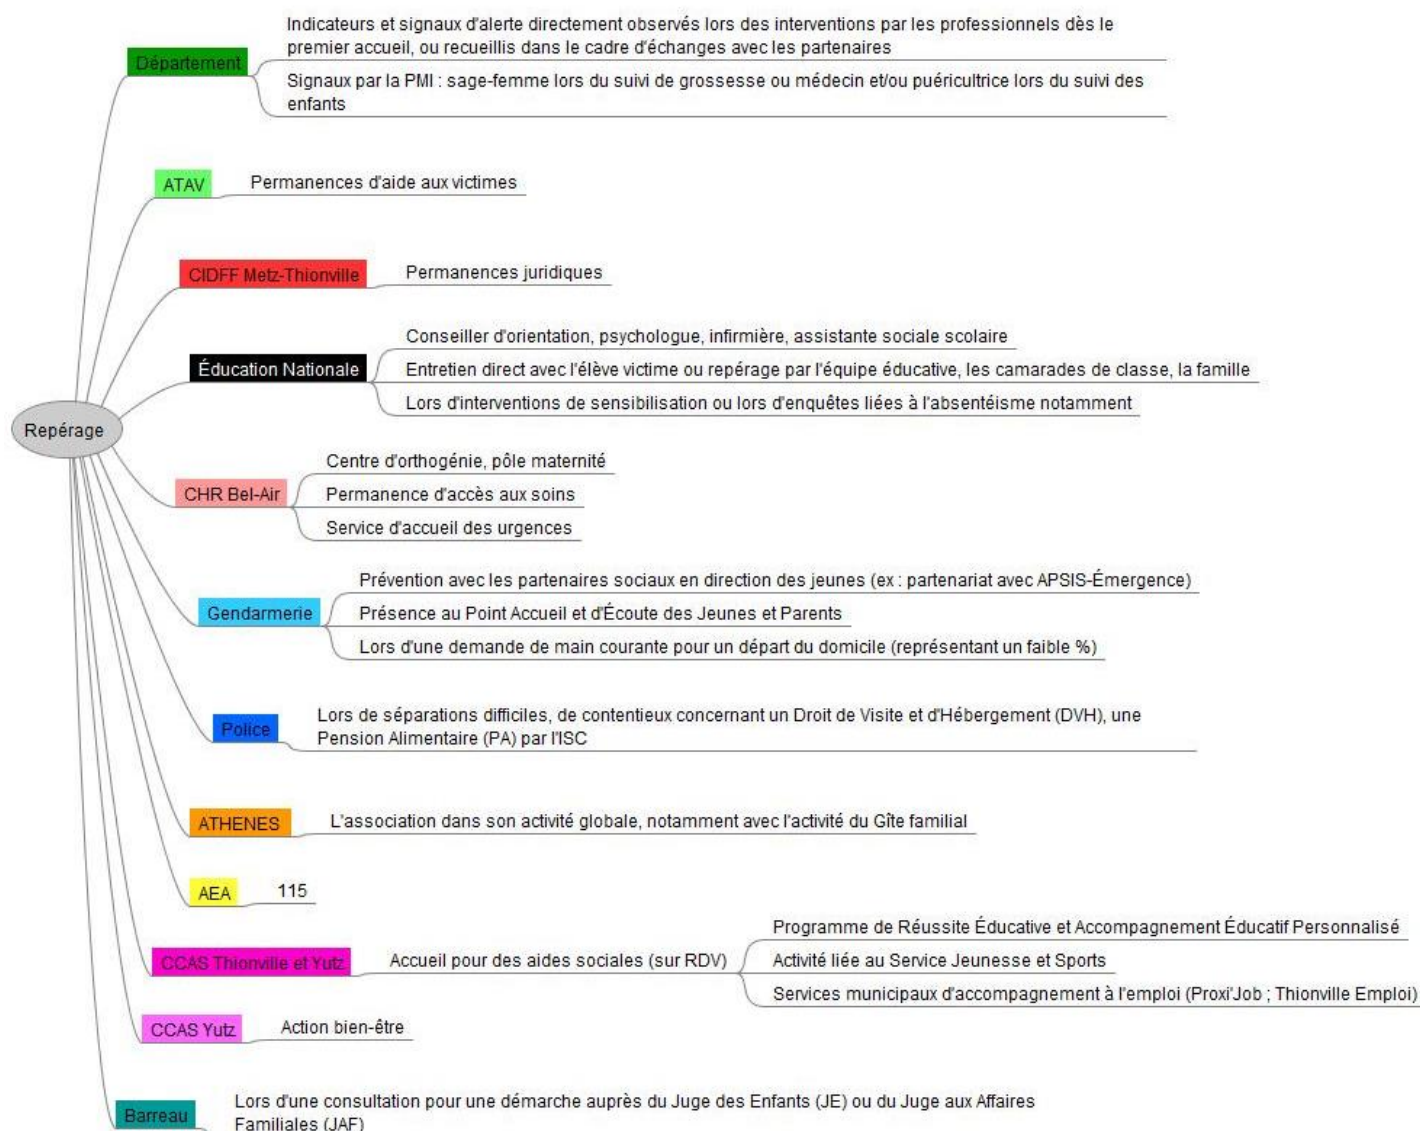 Indicateurs et signaux d'alerte directement observés lors des interventions par les professionnels dès le
premier accueil, ou recueillis dans le cadre d'échanges avec les partenaires
Département
Signaux par la PMI : sage-femme lors du suivi de grossesse ou médecin et/ou puéricultrice lors du suivi des
enfants
ATAV
Permanences d'aide aux victimes
CIDFF Metz-Thionville
Permanences juridiques
Conseiller d'orientation, psychologue, infirmière, assistante sociale scolaire
Éducation Nationale
Entretien direct avec l'élève victime ou repérage par l'équipe éducative, les camarades de classe, la famille
Lors d'interventions de sensibilisation ou lors d'enquêtes liées à l'absentéisme notamment
Repérage
Centre d'orthogénie, pôle maternité
CHR Bel-Air
Permanence d'accès aux soins
Service d'accueil des urgences
Prévention avec les partenaires sociaux en direction des jeunes (ex : partenariat avec APSIS-Émergence)
Gendarmerie
Présence au Point Accueil et d'Écoute des Jeunes et Parents
Lors d'une demande de main courante pour un départ du domicile (représentant un faible %)
Police
Lors de séparations difficiles, de contentieux concernant un Droit de Visite et d'Hébergement (DVH), une
Pension Alimentaire (PA) par l'ISC
ATHENES
L'association dans son activité globale, notamment avec l'activité du Gîte familial
AEA
115
CCAS Thionville et Yutz
Accueil pour des aides sociales (sur RDV)
Programme de Réussite Éducative et Accompagnement Éducatif Personnalisé
Activité liée au Service Jeunesse et Sports
Services municipaux d'accompagnement à l'emploi (Proxi'Job ; Thionville Emploi)
CCAS Yutz
Action bien-être
Barreau
Lors d'une consultation pour une démarche auprès du Juge des Enfants (JE) ou du Juge aux Affaires
Familiales (JAF)